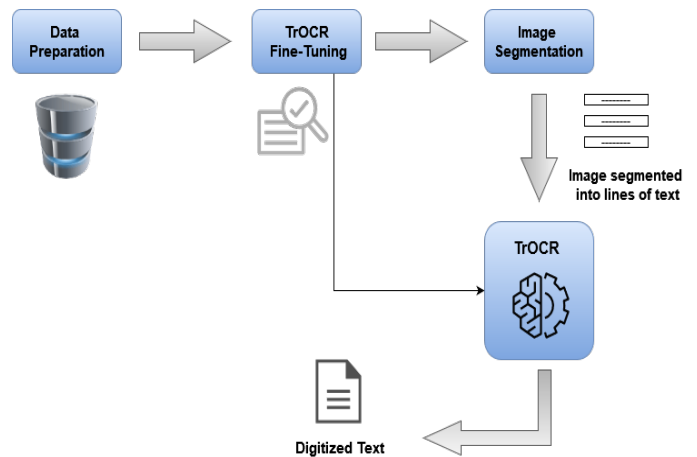 Data
Preparation
TrOCR
Fine-Tuning
Image
Segmentation
---------
---------
---------
Image segmented
into lines of text
TrOCR
Digitized Text